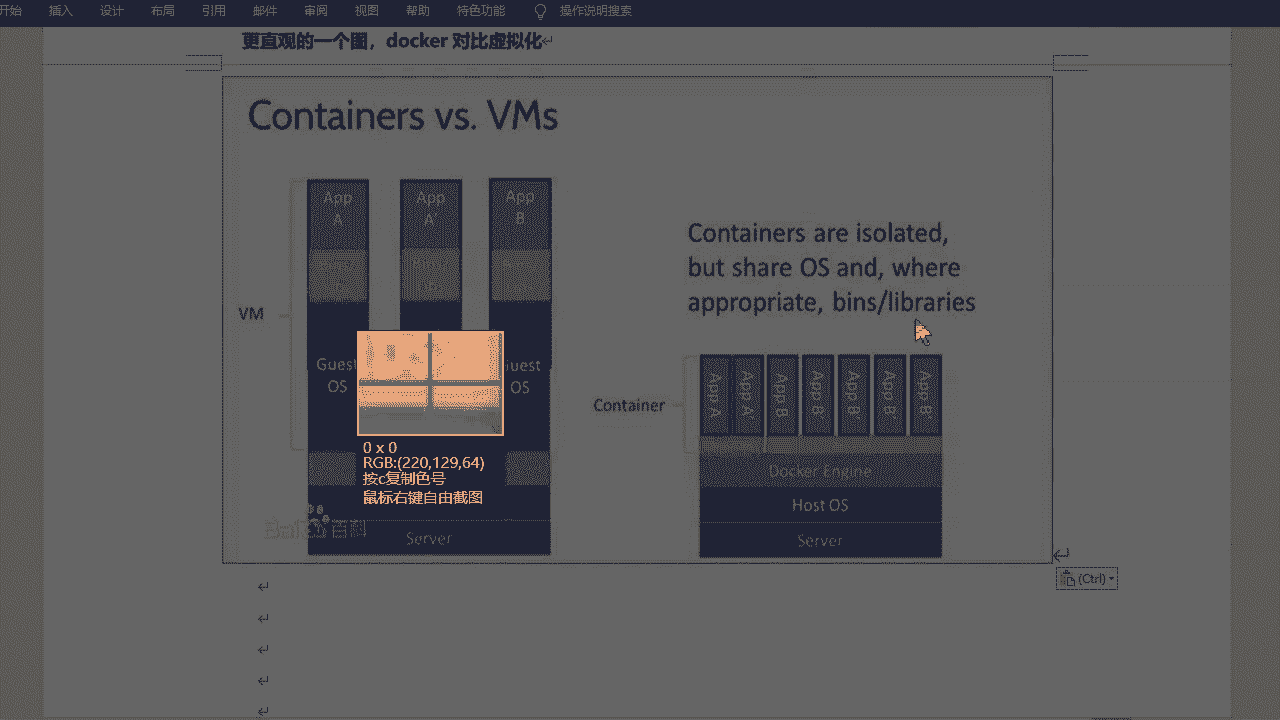 开始 插入 设计 布局 引用 邮件 审阅 视图 帮助 特色功能 操作说明搜索
更直观的一个图，docker 对比虚拟化
Containers vs. VMs
App
A
App
A'
App
B
VM
Guest
OS
Guest
OS
Server
Containers are isolated,
but share OS and, where
appropriate, bins/libraries
Container
App A
App A'
App B
App B'
App B'
App B'
App B'
Docker Engine
Host OS
Server
0 x 0
RGB:(220,129,64)
按c复制色号
鼠标右键自由截图
Bai 百科
(Ctrl)